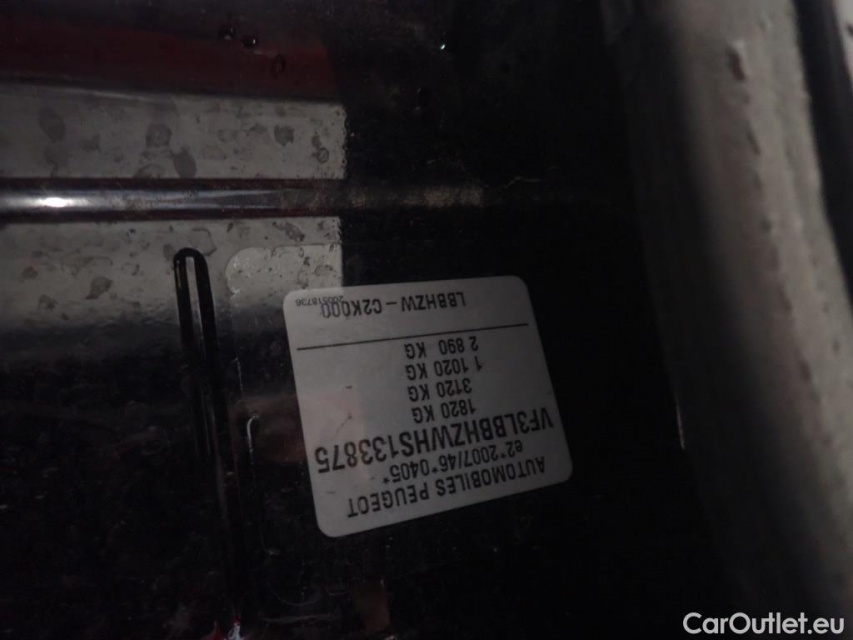 AUTOMOBILES PEUGEOT
e2*2007/46*0405*
VF3LBBHZWHS133875
1820 KG
3120 KG
1 1020 KG
2 890 KG
LBBHZW - C2K000
200518736
CarOutlet.eu